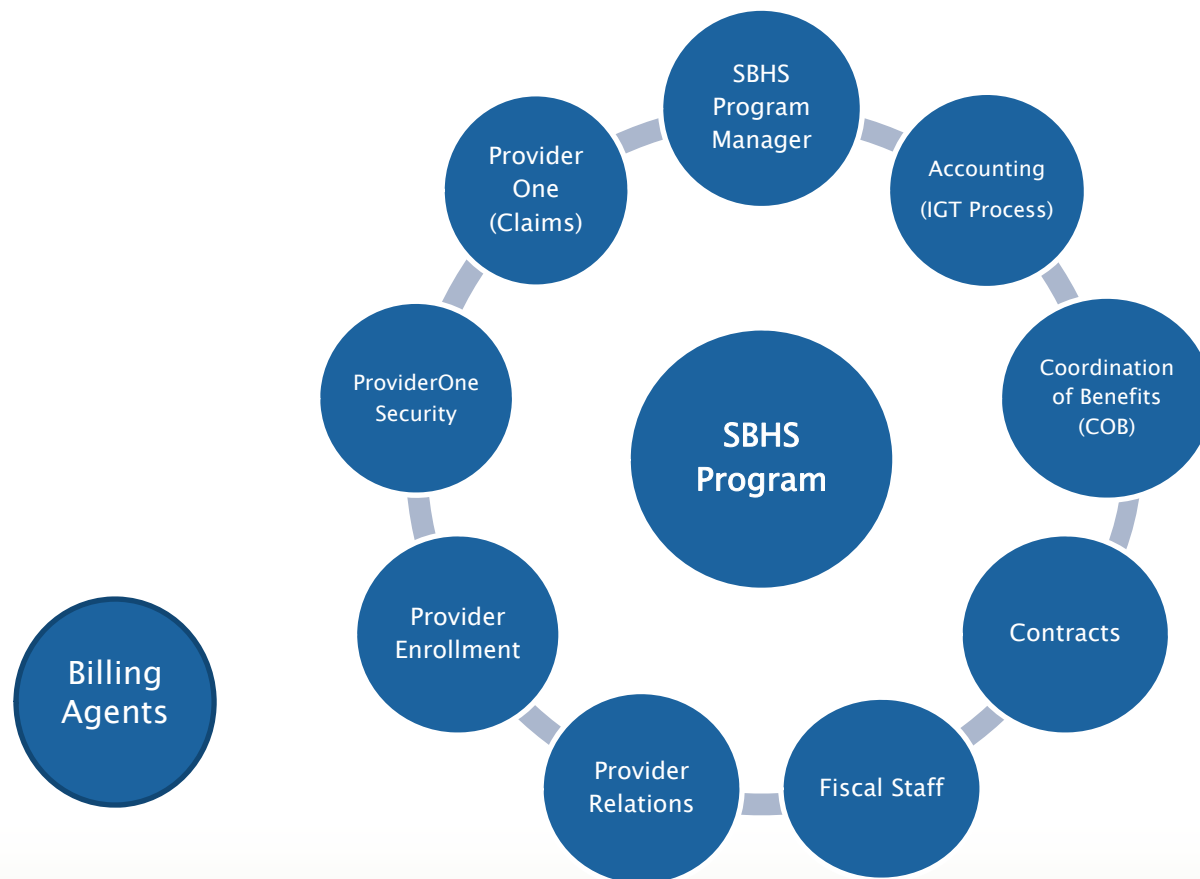 SBHS
Program
Manager
Accounting
(IGT Process)
Coordination
of Benefits
(COB)
Contracts
Fiscal Staff
Provider
Relations
Provider
Enrollment
ProviderOne
Security
Provider
One
(Claims)
SBHS
Program
Billing
Agents